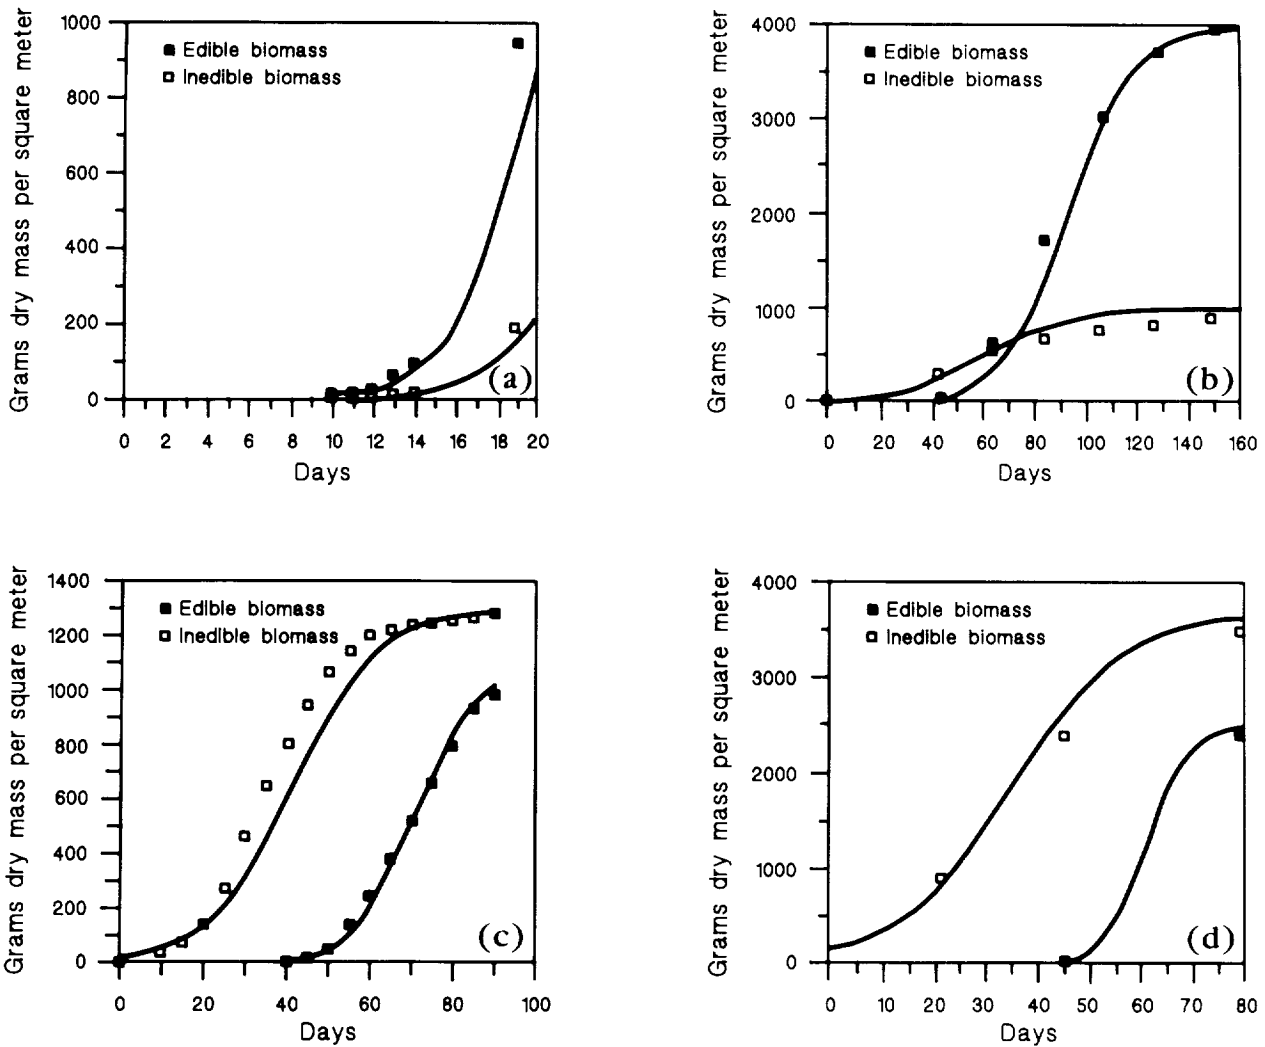 Grams dry mass per square meter
1000
800
600
400
200
0
Edible biomass
Inedible biomass
(a)
0 2 4 6 8 10 12 14 16 18 20
Days
Grams dry mass per square meter
4000
3000
2000
1000
0
Edible biomass
Inedible biomass
(b)
0 20 40 60 80 100 120 140 160
Days
Grams dry mass per square meter
1400
1200
1000
800
600
400
200
0
Edible biomass
Inedible biomass
(c)
0 20 40 60 80 100
Days
Grams dry mass per square meter
4000
3000
2000
1000
0
Edible biomass
Inedible biomass
(d)
0 10 20 30 40 50 60 70 80
Days